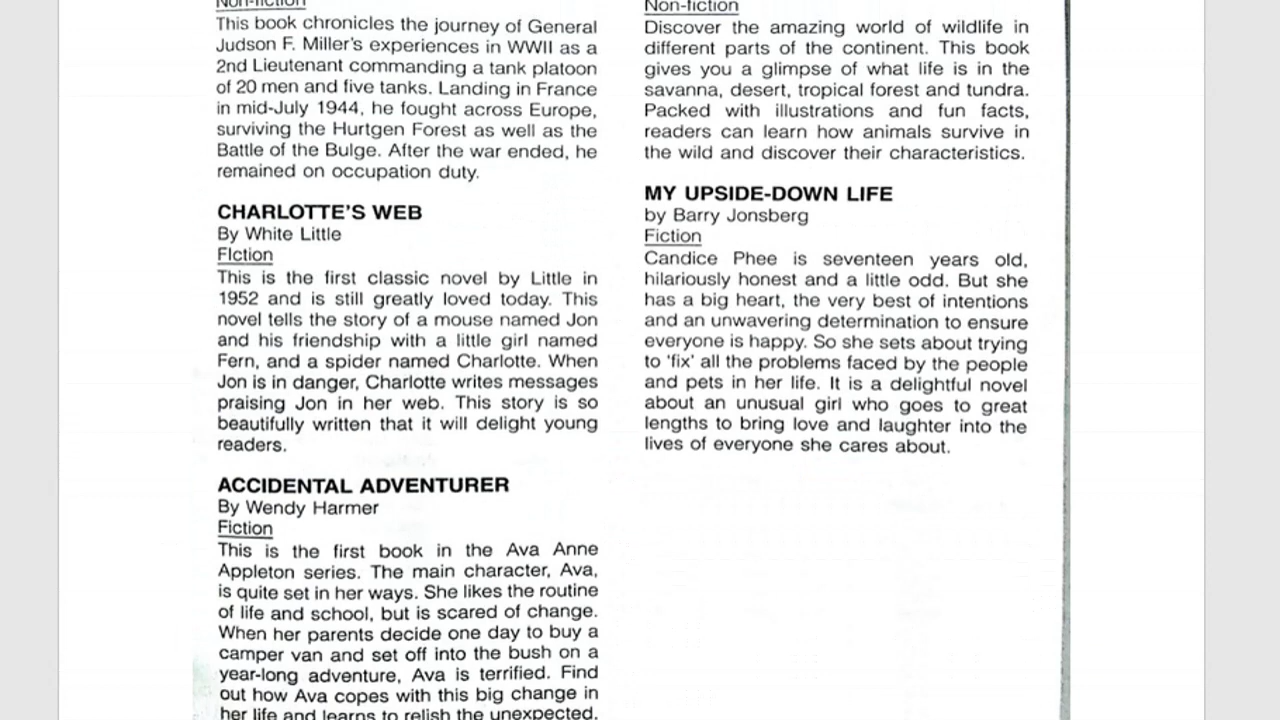 Non-fiction
This book chronicles the journey of General
Judson F. Miller's experiences in WWII as a
2nd Lieutenant commanding a tank platoon
of 20 men and five tanks. Landing in France
in mid-July 1944, he fought across Europe,
surviving the Hurtgen Forest as well as the
Battle of the Bulge. After the war ended, he
remained on occupation duty.
CHARLOTTE'S WEB
By White Little
FIction
This is the first classic novel by Little in
1952 and is still greatly loved today. This
novel tells the story of a mouse named Jon
and his friendship with a little girl named
Fern, and a spider named Charlotte. When
Jon is in danger, Charlotte writes messages
praising Jon in her web. This story is so
beautifully written that it will delight young
readers.
ACCIDENTAL ADVENTURER
By Wendy Harmer
Fiction
This is the first book in the Ava Anne
Appleton series. The main character, Ava,
is quite set in her ways. She likes the routine
of life and school, but is scared of change.
When her parents decide one day to buy a
camper van and set off into the bush on a
year-long adventure, Ava is terrified. Find
out how Ava copes with this big change in
her life and learns to relish the unexpected.
Non-fiction
Discover the amazing world of wildlife in
different parts of the continent. This book
gives you a glimpse of what life is in the
savanna, desert, tropical forest and tundra.
Packed with illustrations and fun facts,
readers can learn how animals survive in
the wild and discover their characteristics.
MY UPSIDE-DOWN LIFE
by Barry Jonsberg
Fiction
Candice Phee is seventeen years old,
hilariously honest and a little odd. But she
has a big heart, the very best of intentions
and an unwavering determination to ensure
everyone is happy. So she sets about trying
to 'fix' all the problems faced by the people
and pets in her life. It is a delightful novel
about an unusual girl who goes to great
lengths to bring love and laughter into the
lives of everyone she cares about.